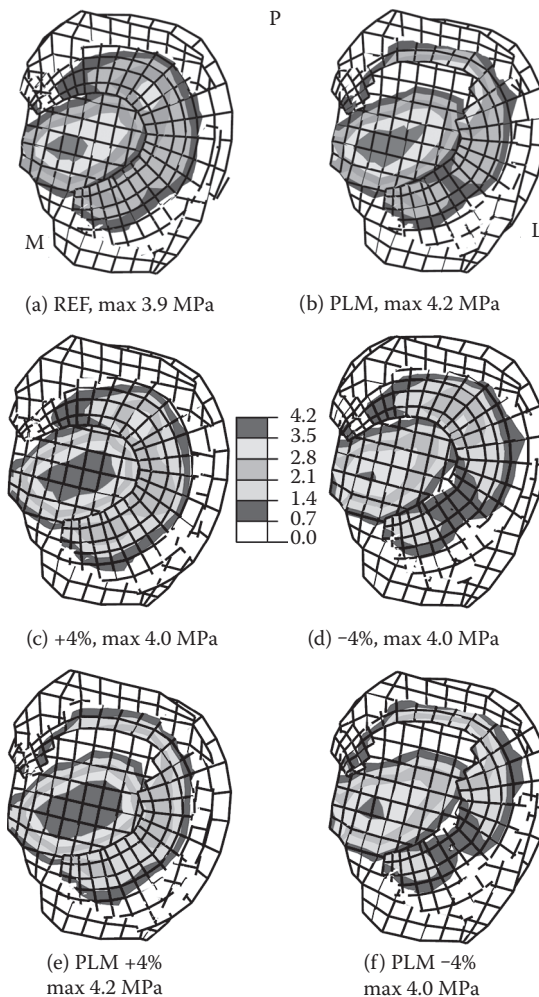 P
M
L
(a) REF, max 3.9 MPa
(b) PLM, max 4.2 MPa
4.2
3.5
2.8
2.1
1.4
0.7
0.0
(c) +4%, max 4.0 MPa
(d) −4%, max 4.0 MPa
(e) PLM +4%
max 4.2 MPa
(f) PLM −4%
max 4.0 MPa